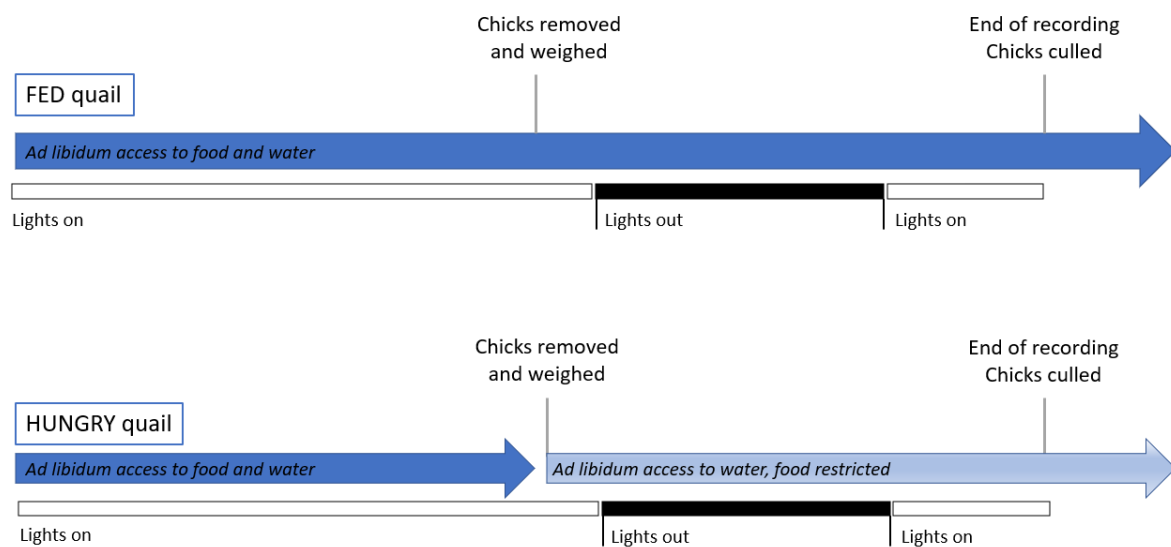 Chicks removed
and weighed
End of recording
Chicks culled
FED quail
Ad libidum access to food and water
Lights on
Lights out
Lights on
Chicks removed
and weighed
End of recording
Chicks culled
HUNGRY quail
Ad libidum access to food and water
Ad libidum access to water, food restricted
Lights on
Lights out
Lights on